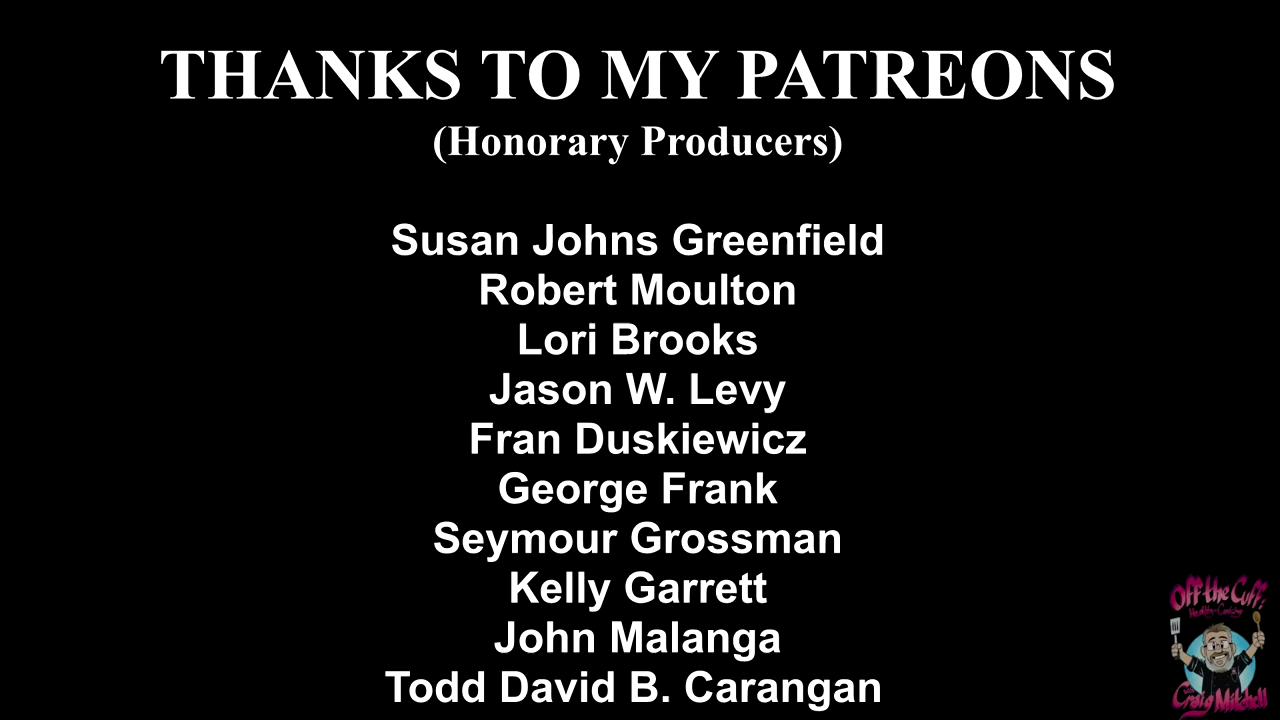 THANKS TO MY PATREONS
(Honorary Producers)
Susan Johns Greenfield
Robert Moulton
Lori Brooks
Jason W. Levy
Fran Duskiewicz
George Frank
Seymour Grossman
Kelly Garrett
John Malanga
Todd David B. Carangan
Off the Cuff:
Craig Mitchell